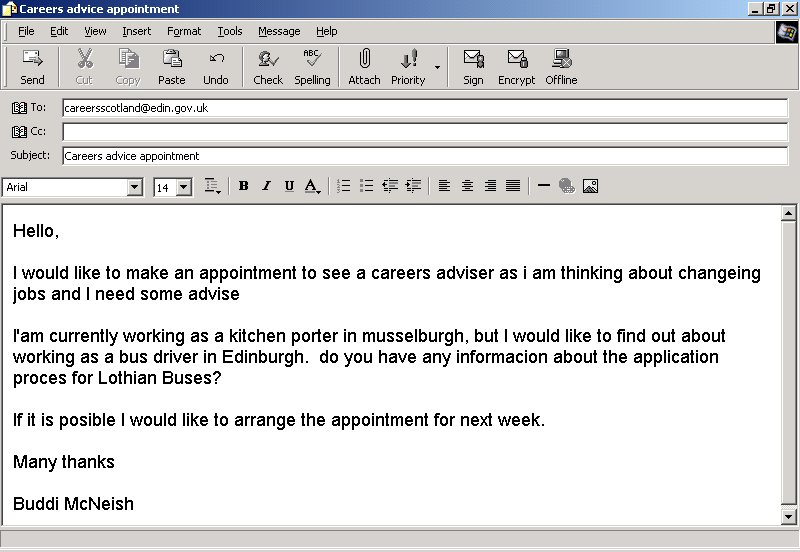 Careers advice appointment
File Edit View Insert Format Tools Message Help
Send Cut Copy Paste Undo Check Spelling Attach Priority Sign Encrypt Offline
To: careersscotland@edin.gov.uk
Cc:
Subject: Careers advice appointment
Arial 14 B I U A
Hello,
I would like to make an appointment to see a careers adviser as i am thinking about changeing
jobs and I need some advise
I'am currently working as a kitchen porter in musselburgh, but I would like to find out about
working as a bus driver in Edinburgh.  do you have any informacion about the application
proces for Lothian Buses?
If it is posible I would like to arrange the appointment for next week.
Many thanks
Buddi McNeish